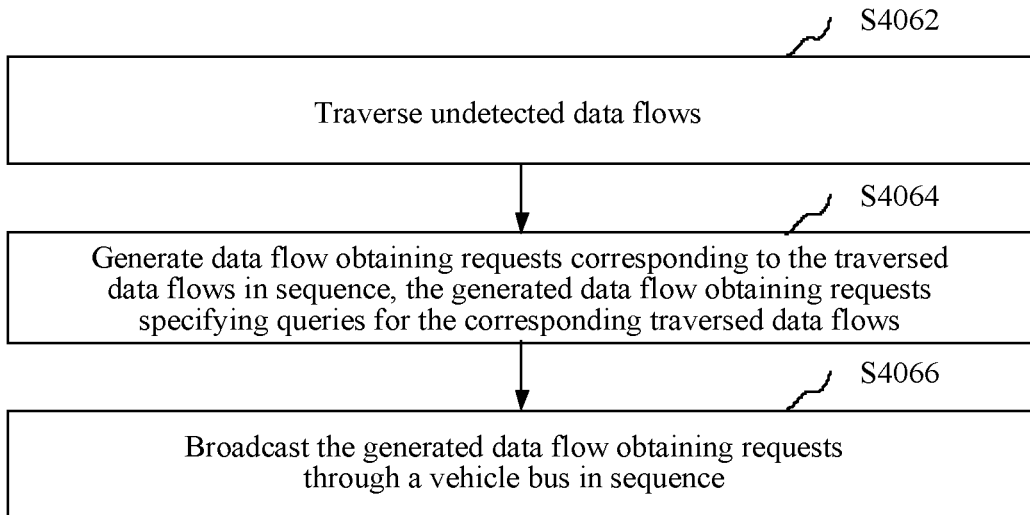 S4062
Traverse undetected data flows
S4064
Generate data flow obtaining requests corresponding to the traversed
data flows in sequence, the generated data flow obtaining requests
specifying queries for the corresponding traversed data flows
S4066
Broadcast the generated data flow obtaining requests
through a vehicle bus in sequence